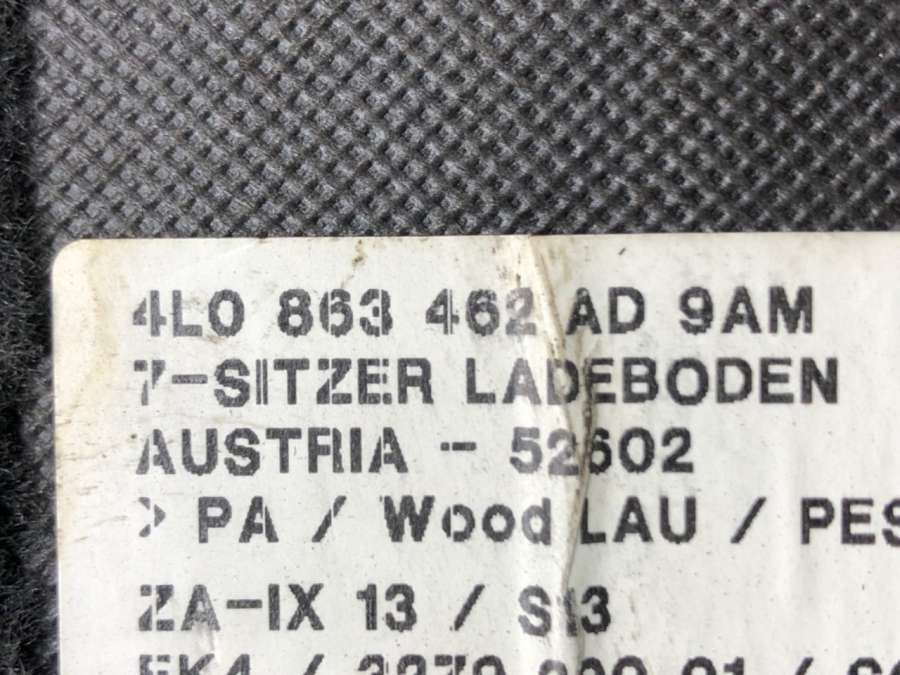 4L0 863 462 AD 9AM
7-SITZER LADEBODEN
AUSTRIA - 52602
> PA / Wood LAU / PES
ZA-IX 13 / S13